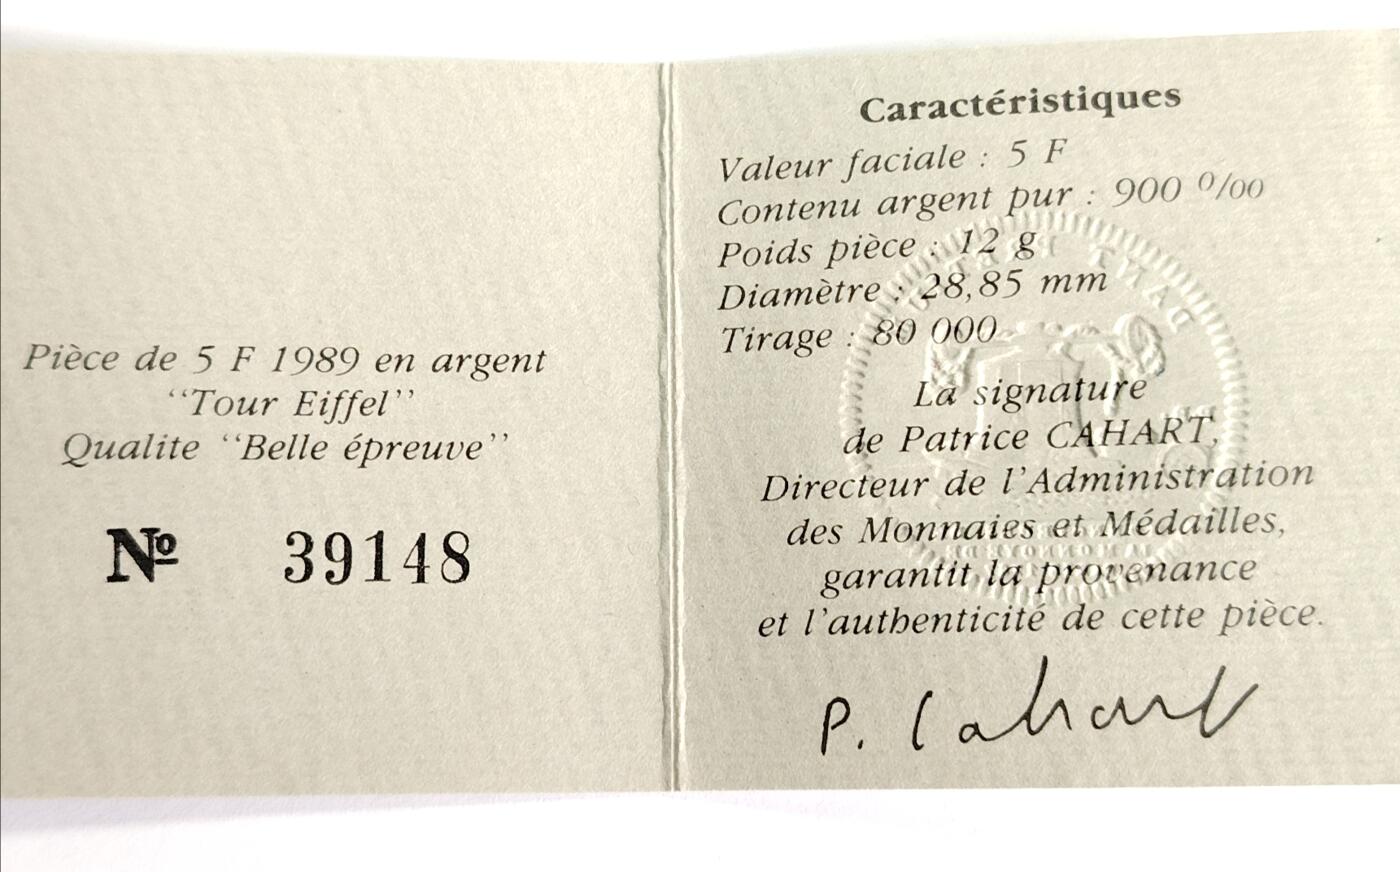 Pièce de 5 F 1989 en argent
‘‘Tour Eiffel’’
Qualite ‘‘Belle épreuve’’
Nº 39148
Caractéristiques
Valeur faciale : 5 F
Contenu argent pur : 900 ⁰/₀₀
Poids pièce : 12 g
Diamètre : 28,85 mm
Tirage : 80 000
La signature
de Patrice CAHART,
Directeur de l’Administration
des Monnaies et Médailles,
garantit la provenance
et l’authenticité de cette pièce.
P. Cahart